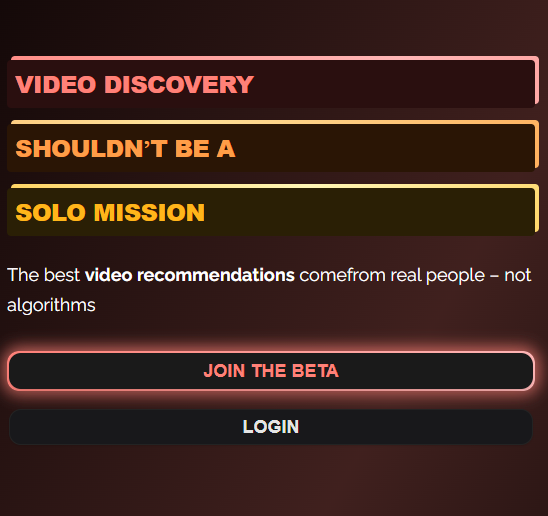 VIDEO DISCOVERY
SHOULDN’T BE A
SOLO MISSION
The best video recommendations comefrom real people – not
algorithms
JOIN THE BETA
LOGIN